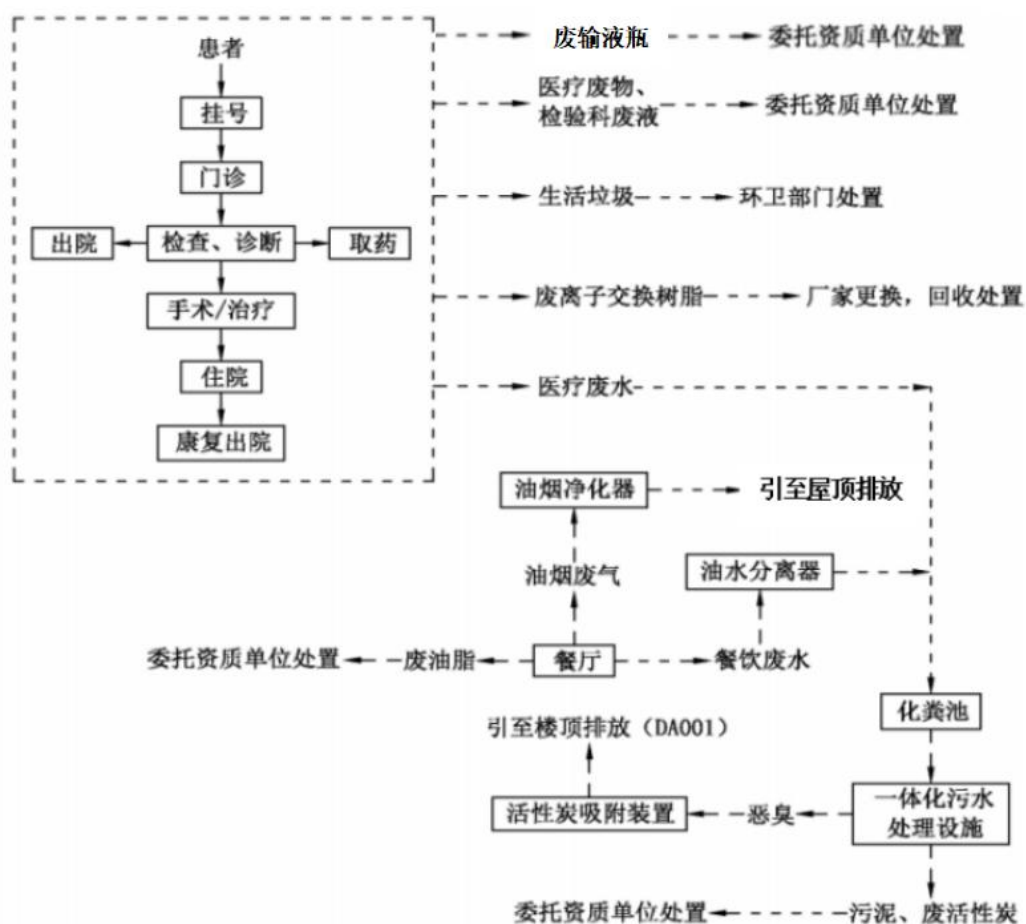 患者
挂号
门诊
出院
检查、诊断
取药
手术/治疗
住院
康复出院
废输液瓶
委托资质单位处置
医疗废物、
检验科废液
委托资质单位处置
生活垃圾
环卫部门处置
废离子交换树脂
厂家更换，回收处置
医疗废水
油烟净化器
引至屋顶排放
油烟废气
油水分离器
委托资质单位处置
废油脂
餐厅
餐饮废水
化粪池
引至楼顶排放（DA001）
活性炭吸附装置
恶臭
一体化污水
处理设施
委托资质单位处置
污泥、废活性炭